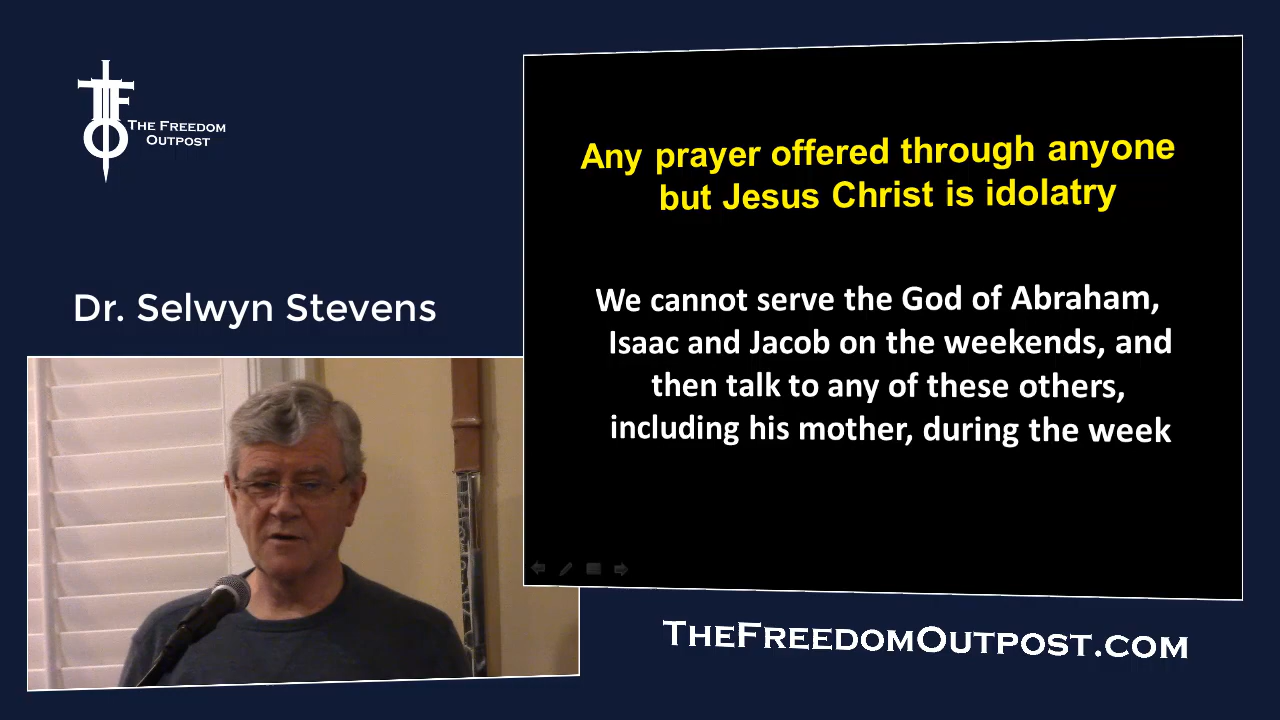 TFO
THE FREEDOM
OUTPOST
Dr. Selwyn Stevens
Any prayer offered through anyone
but Jesus Christ is idolatry
We cannot serve the God of Abraham,
Isaac and Jacob on the weekends, and
then talk to any of these others,
including his mother, during the week
THEFREEDOMOUTPOST.COM